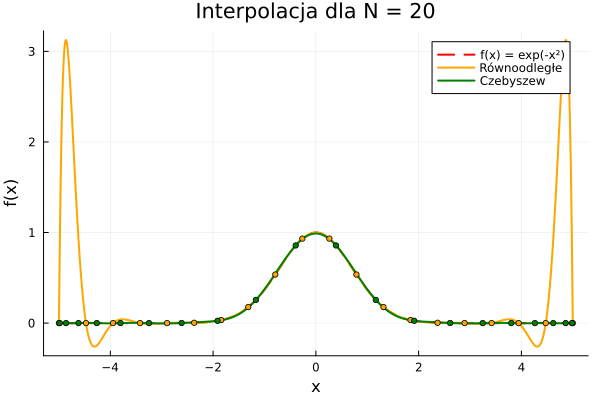 Interpolacja dla N = 20
f(x) = exp(-x²)
Równoodległe
Czebyszew
f(x)
3
2
1
0
−4 −2 0 2 4
x